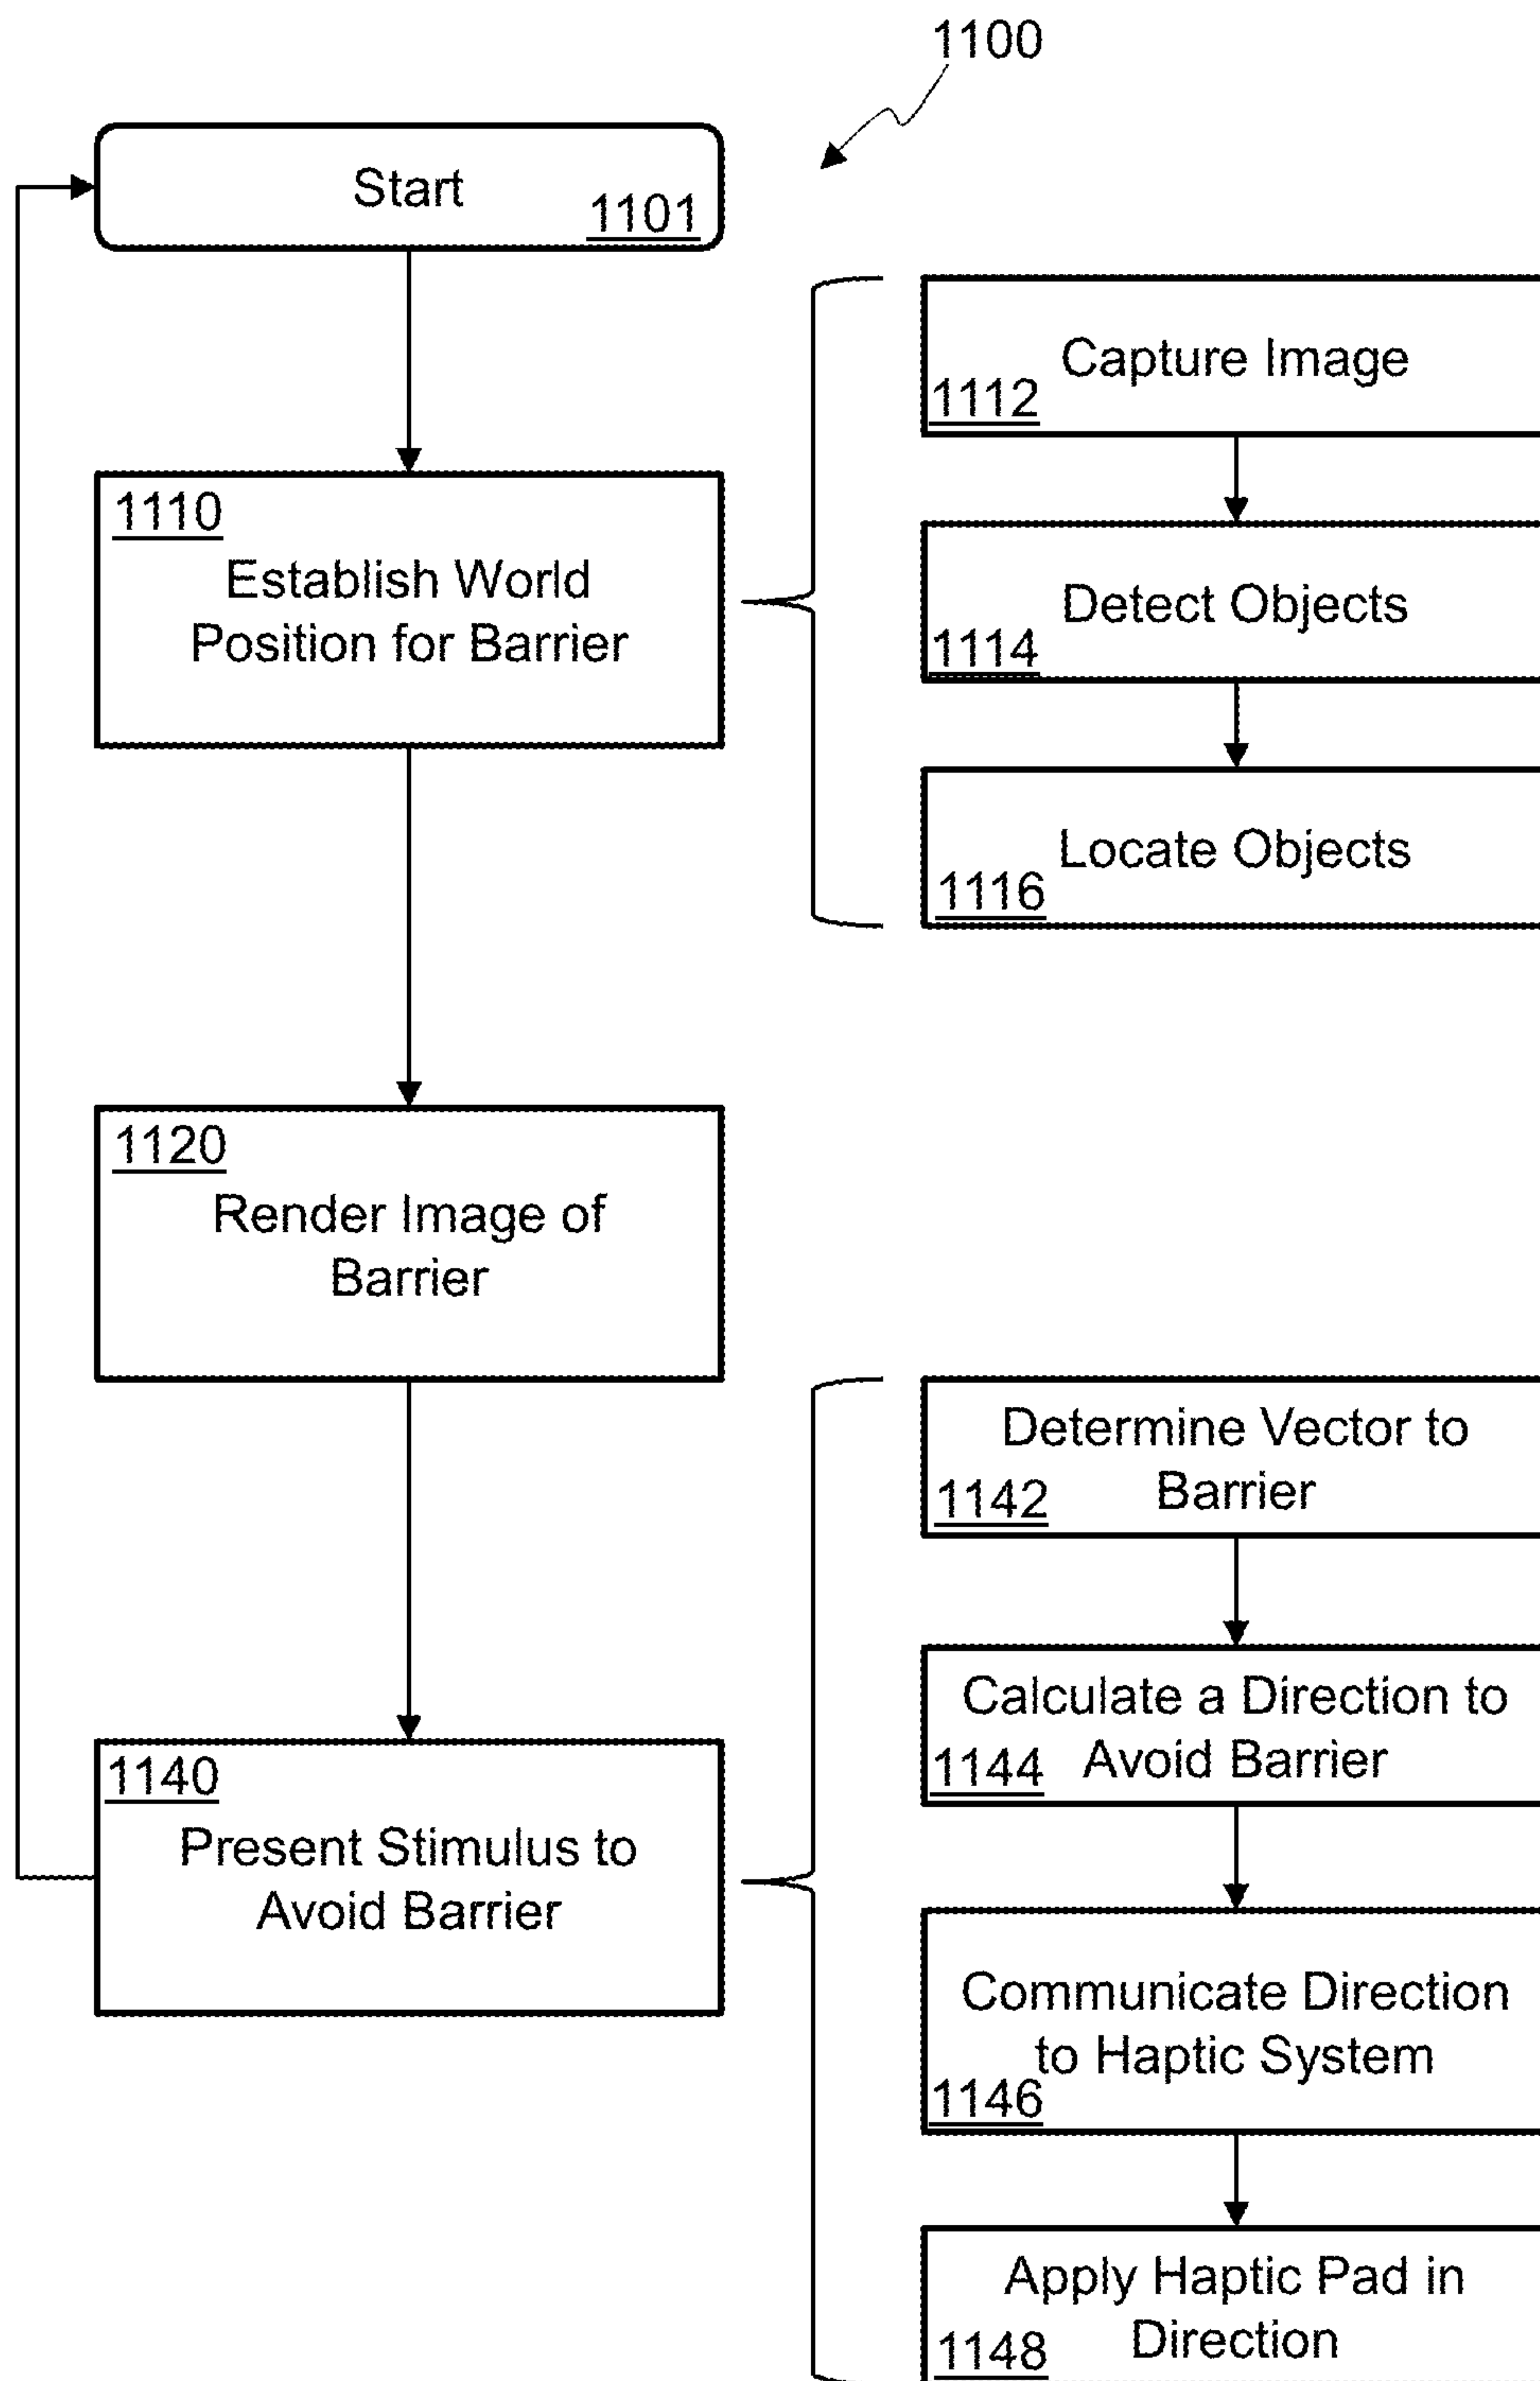 1100
Start
1101
1110
Establish World
Position for Barrier
Capture Image
1112
Detect Objects
1114
Locate Objects
1116
1120
Render Image of
Barrier
1140
Present Stimulus to
Avoid Barrier
Determine Vector to
Barrier
1142
Calculate a Direction to
Avoid Barrier
1144
Communicate Direction
to Haptic System
1146
Apply Haptic Pad in
Direction
1148